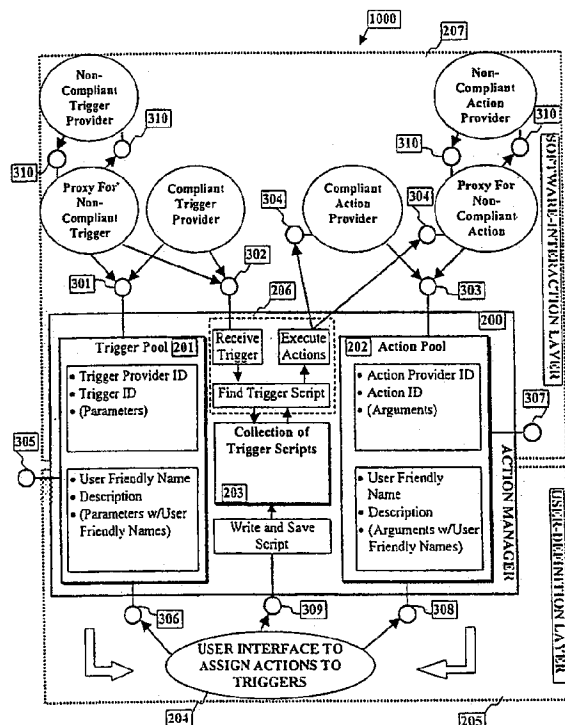 1000
207
Non-
Compliant
Trigger
Provider
Non-
Compliant
Action
Provider
310
310
310
310
Proxy For
Non-
Compliant
Trigger
Compliant
Trigger
Provider
Compliant
Action
Provider
Proxy For
Non-
Compliant
Action
304
304
301
302
303
206
200
SOFTWARE-INTERACTION LAYER
Trigger Pool 201
• Trigger Provider ID
• Trigger ID
• (Parameters)
• User Friendly Name
• Description
• (Parameters w/User
Friendly Names)
Receive
Trigger
Execute
Actions
Find Trigger Script
Collection of
Trigger Scripts
203
Write and Save
Script
202 Action Pool
• Action Provider ID
• Action ID
• (Arguments)
• User Friendly
Name
• Description
• (Arguments w/User
Friendly Names)
305
307
ACTION MANAGER
USER-DEFINITION LAYER
306
309
308
USER INTERFACE TO
ASSIGN ACTIONS TO
TRIGGERS
204
205